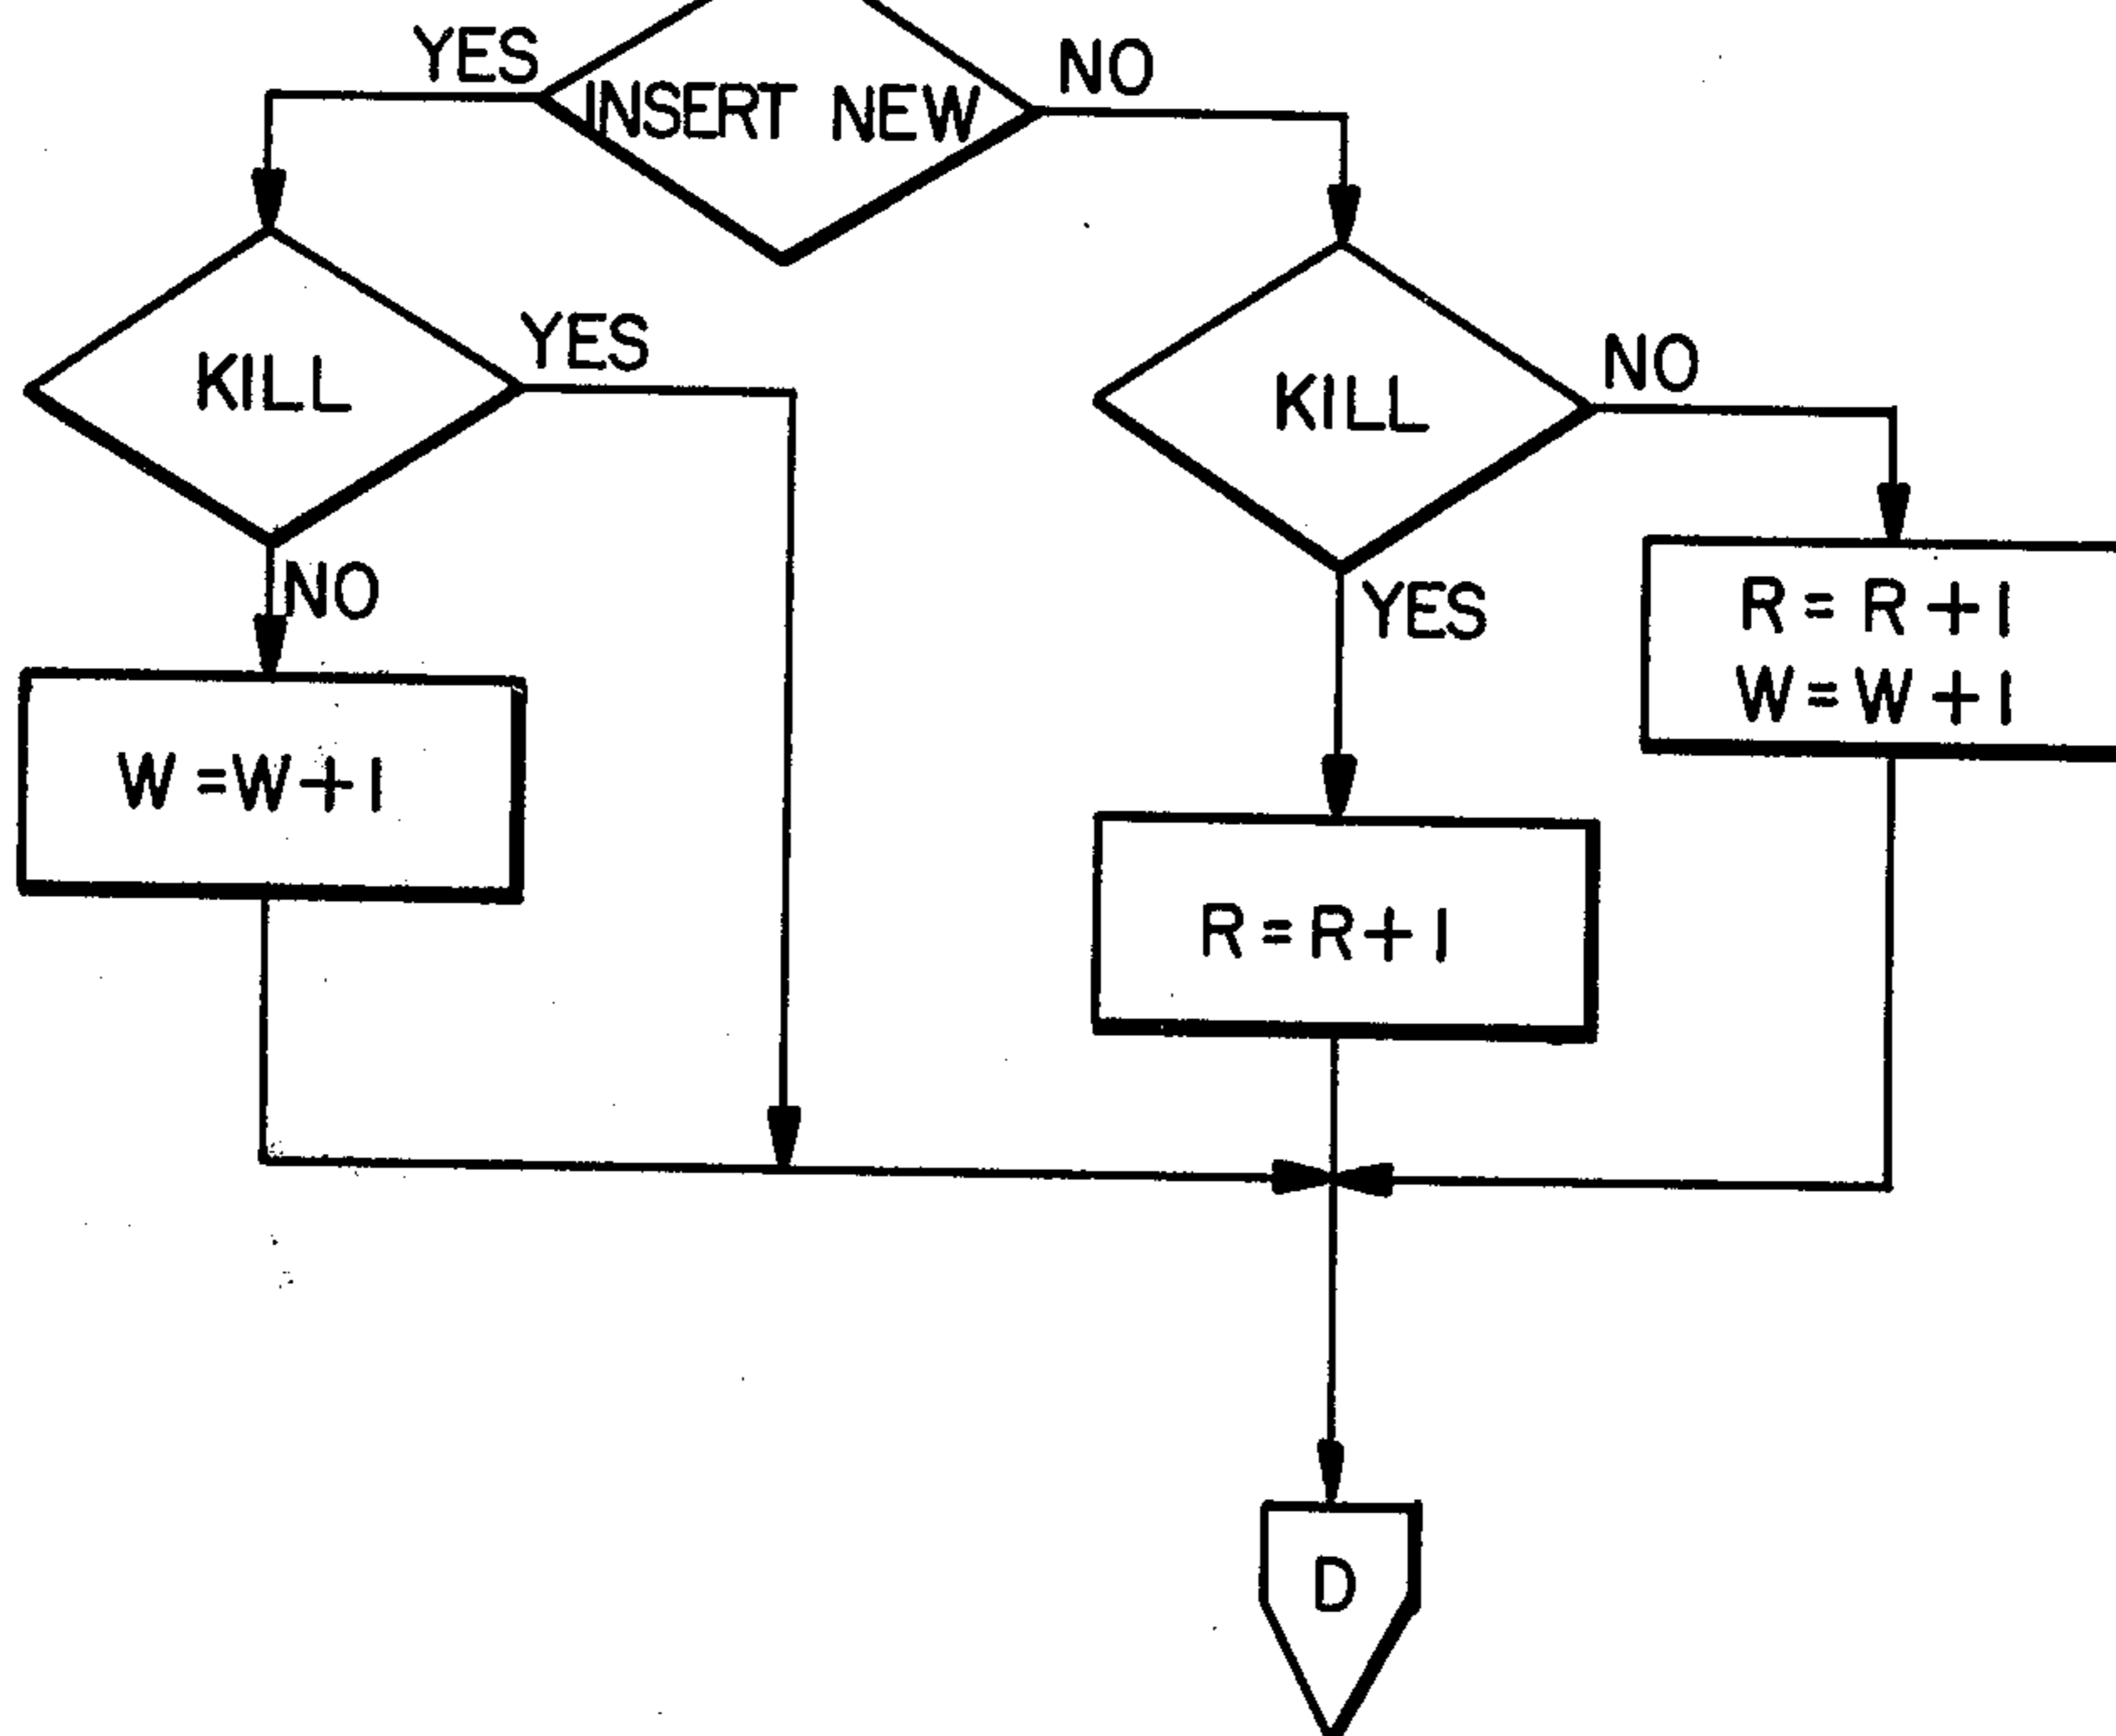 YES
NO
INSERT NEW
YES
KILL
NO
KILL
NO
YES
R = R + 1
W = W + 1
W = W + 1
R = R + 1
D